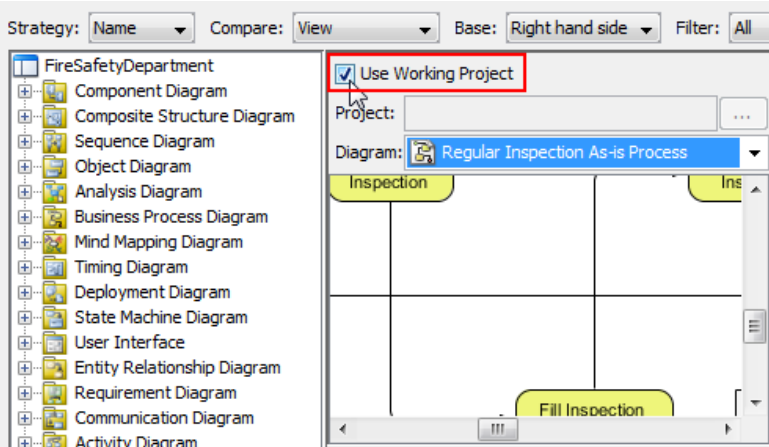 Strategy: Name Compare: View Base: Right hand side Filter: All
FireSafetyDepartment
Component Diagram
Composite Structure Diagram
Sequence Diagram
Object Diagram
Analysis Diagram
Business Process Diagram
Mind Mapping Diagram
Timing Diagram
Deployment Diagram
State Machine Diagram
User Interface
Entity Relationship Diagram
Requirement Diagram
Communication Diagram
Activity Diagram
Use Working Project
Project: ...
Diagram: Regular Inspection As-is Process
Inspection Ins
Fill Inspection